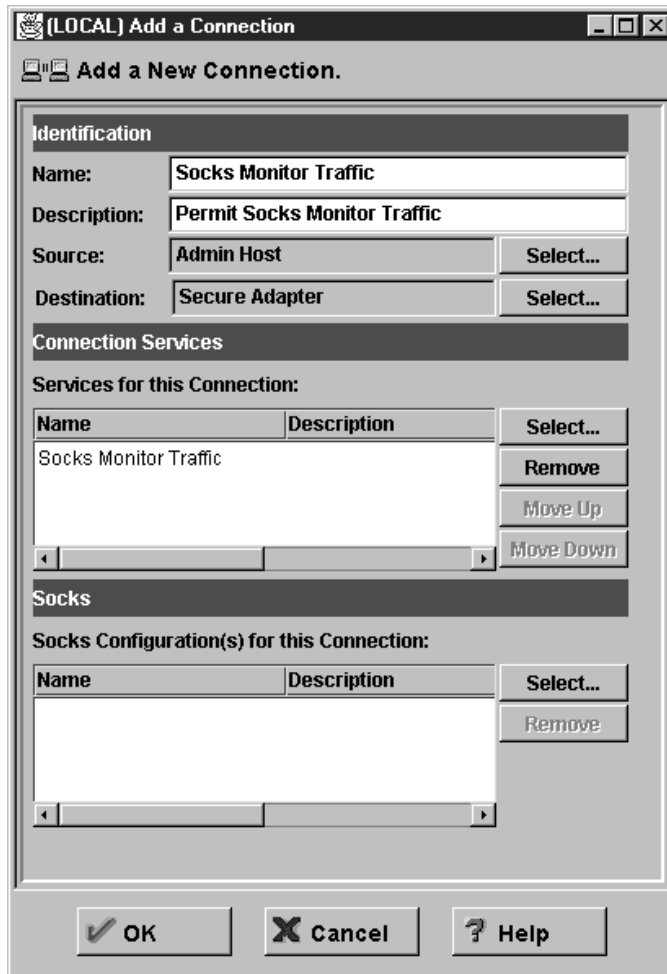 (LOCAL) Add a Connection
Add a New Connection.
Identification
Name: Socks Monitor Traffic
Description: Permit Socks Monitor Traffic
Source: Admin Host Select...
Destination: Secure Adapter Select...
Connection Services
Services for this Connection:
Name Description Select...
Socks Monitor Traffic Remove
Move Up
Move Down
Socks
Socks Configuration(s) for this Connection:
Name Description Select...
Remove
OK Cancel Help